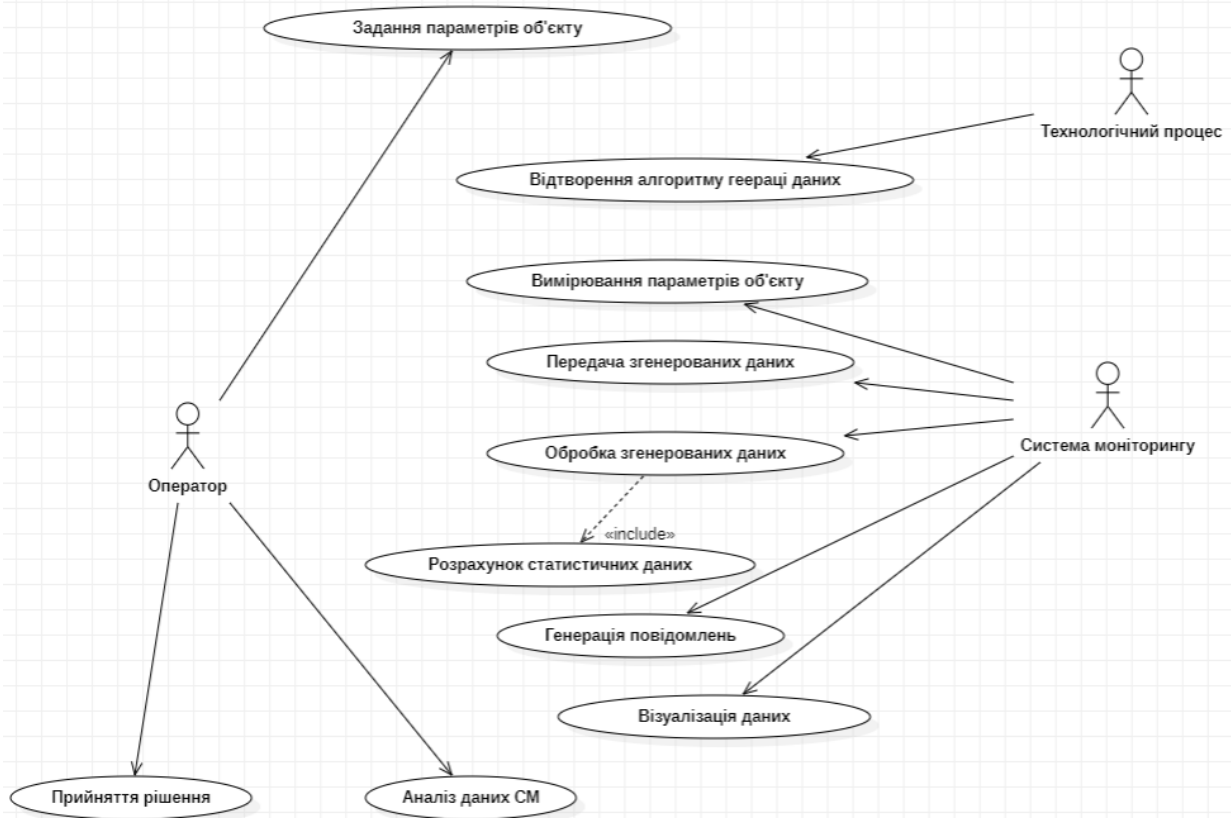 Задання параметрів об'єкту
Технологічний процес
Відтворення алгоритму геераці даних
Вимірювання параметрів об'єкту
Передача згенерованих даних
Оператор
Обробка згенерованих даних
Система моніторингу
«include»
Розрахунок статистичних даних
Генерація повідомлень
Візуалізація даних
Прийняття рішення
Аналіз даних СМ